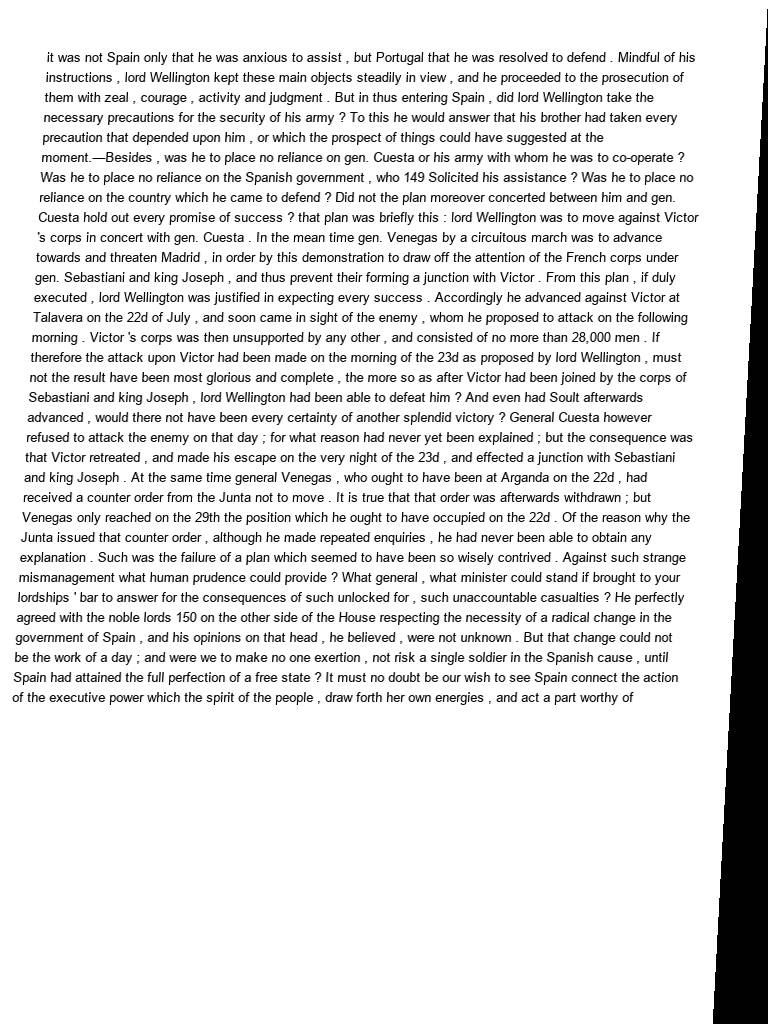 it was not Spain only that he was anxious to assist , but Portugal that he was resolved to defend . Mindful of his
instructions , lord Wellington kept these main objects steadily in view , and he proceeded to the prosecution of
them with zeal , courage , activity and judgment . But in thus entering Spain , did lord Wellington take the
necessary precautions for the security of his army ? To this he would answer that his brother had taken every
precaution that depended upon him , or which the prospect of things could have suggested at the
moment.—Besides , was he to place no reliance on gen. Cuesta or his army with whom he was to co-operate ?
Was he to place no reliance on the Spanish government , who 149 Solicited his assistance ? Was he to place no
reliance on the country which he came to defend ? Did not the plan moreover concerted between him and gen.
Cuesta hold out every promise of success ? that plan was briefly this : lord Wellington was to move against Victor
's corps in concert with gen. Cuesta . In the mean time gen. Venegas by a circuitous march was to advance
towards and threaten Madrid , in order by this demonstration to draw off the attention of the French corps under
gen. Sebastiani and king Joseph , and thus prevent their forming a junction with Victor . From this plan , if duly
executed , lord Wellington was justified in expecting every success . Accordingly he advanced against Victor at
Talavera on the 22d of July , and soon came in sight of the enemy , whom he proposed to attack on the following
morning . Victor 's corps was then unsupported by any other , and consisted of no more than 28,000 men . If
therefore the attack upon Victor had been made on the morning of the 23d as proposed by lord Wellington , must
not the result have been most glorious and complete , the more so as after Victor had been joined by the corps of
Sebastiani and king Joseph , lord Wellington had been able to defeat him ? And even had Soult afterwards
advanced , would there not have been every certainty of another splendid victory ? General Cuesta however
refused to attack the enemy on that day ; for what reason had never yet been explained ; but the consequence was
that Victor retreated , and made his escape on the very night of the 23d , and effected a junction with Sebastiani
and king Joseph . At the same time general Venegas , who ought to have been at Arganda on the 22d , had
received a counter order from the Junta not to move . It is true that that order was afterwards withdrawn ; but
Venegas only reached on the 29th the position which he ought to have occupied on the 22d . Of the reason why the
Junta issued that counter order , although he made repeated enquiries , he had never been able to obtain any
explanation . Such was the failure of a plan which seemed to have been so wisely contrived . Against such strange
mismanagement what human prudence could provide ? What general , what minister could stand if brought to your
lordships ' bar to answer for the consequences of such unlocked for , such unaccountable casualties ? He perfectly
agreed with the noble lords 150 on the other side of the House respecting the necessity of a radical change in the
government of Spain , and his opinions on that head , he believed , were not unknown . But that change could not
be the work of a day ; and were we to make no one exertion , not risk a single soldier in the Spanish cause , until
Spain had attained the full perfection of a free state ? It must no doubt be our wish to see Spain connect the action
of the executive power which the spirit of the people , draw forth her own energies , and act a part worthy of